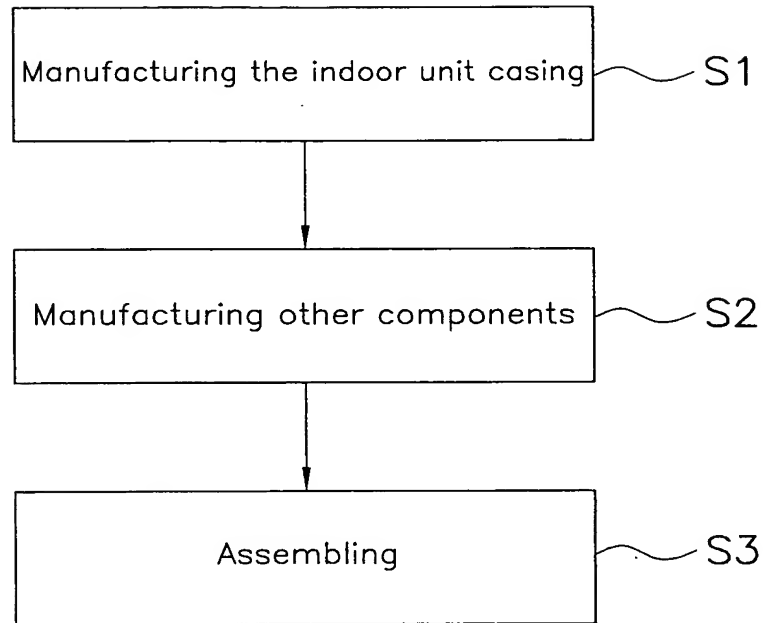 Manufacturing the indoor unit casing S1
Manufacturing other components S2
Assembling S3